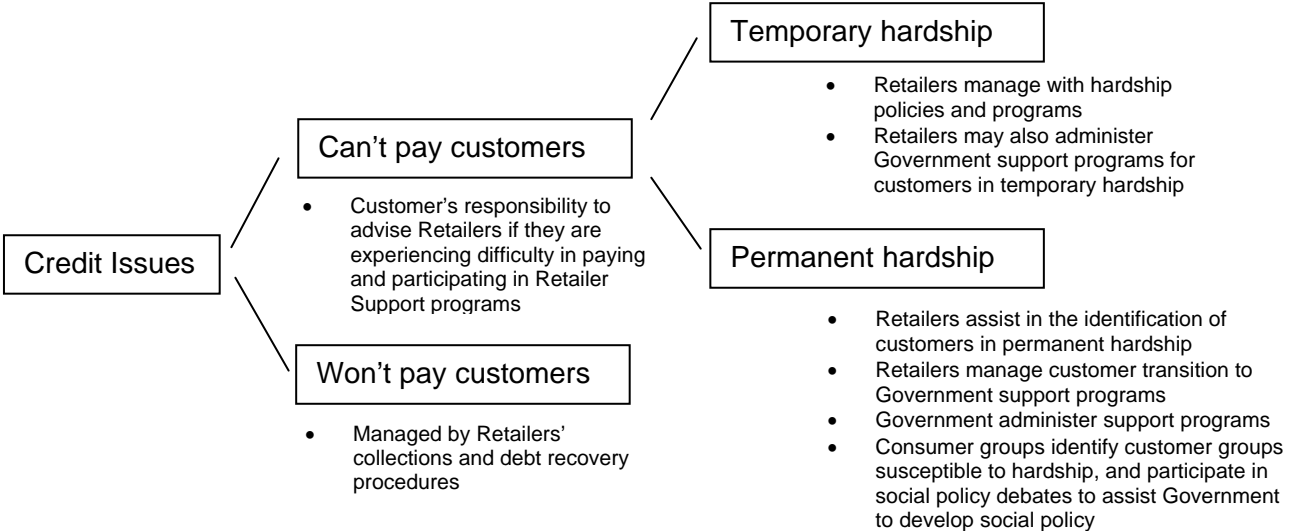 Credit Issues
Can't pay customers
• Customer's responsibility to
advise Retailers if they are
experiencing difficulty in paying
and participating in Retailer
Support programs
Won't pay customers
• Managed by Retailers'
collections and debt recovery
procedures
Temporary hardship
• Retailers manage with hardship
policies and programs
• Retailers may also administer
Government support programs for
customers in temporary hardship
Permanent hardship
• Retailers assist in the identification of
customers in permanent hardship
• Retailers manage customer transition to
Government support programs
• Government administer support programs
• Consumer groups identify customer groups
susceptible to hardship, and participate in
social policy debates to assist Government
to develop social policy